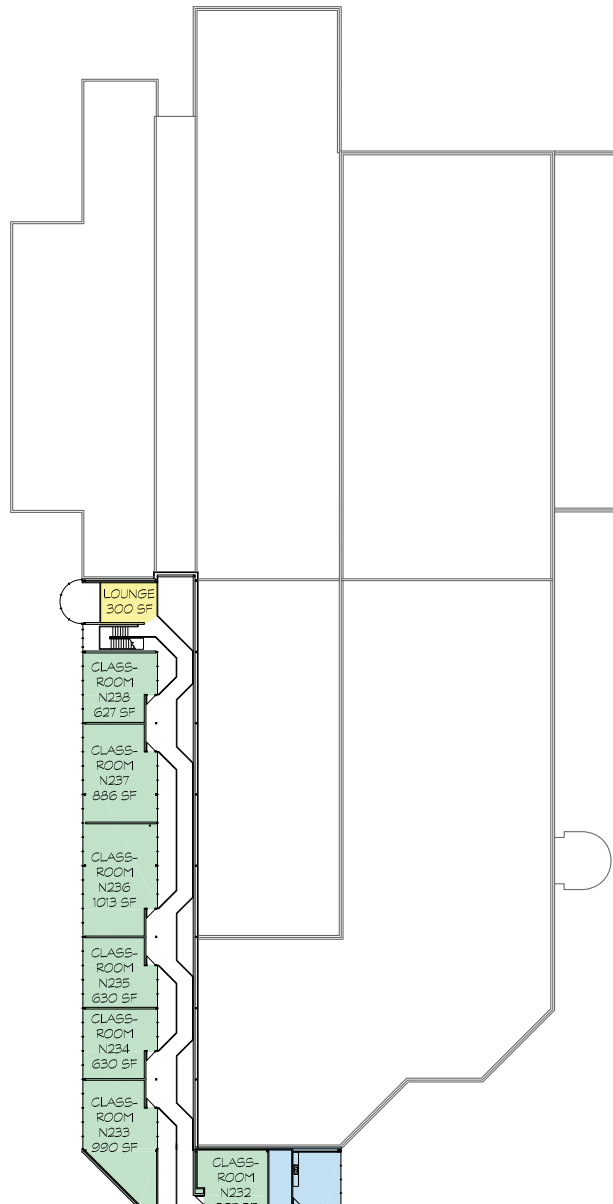 LOUNGE
300 SF
CLASS-
ROOM
N238
627 SF
CLASS-
ROOM
N237
886 SF
CLASS-
ROOM
N236
1013 SF
CLASS-
ROOM
N235
630 SF
CLASS-
ROOM
N234
630 SF
CLASS-
ROOM
N233
990 SF
CLASS-
ROOM
N232